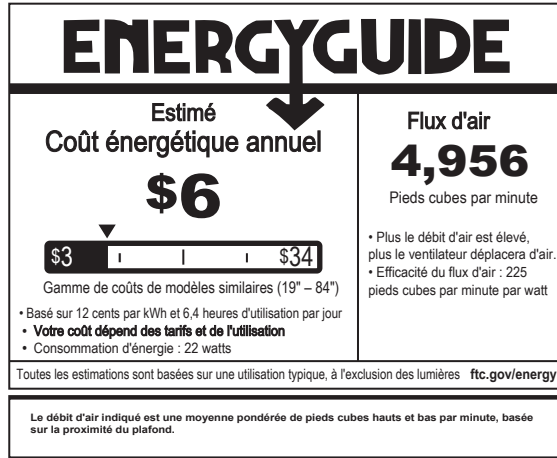 ENERGYGUIDE
Estimé
Coût énergétique annuel
$6
$3
$34
Gamme de coûts de modèles similaires (19" – 84")
• Basé sur 12 cents par kWh et 6,4 heures d'utilisation par jour
• Votre coût dépend des tarifs et de l'utilisation
• Consommation d'énergie : 22 watts
Flux d'air
4,956
Pieds cubes par minute
• Plus le débit d'air est élevé,
plus le ventilateur déplacera d'air.
• Efficacité du flux d'air : 225
pieds cubes par minute par watt
Toutes les estimations sont basées sur une utilisation typique, à l'exclusion des lumières ftc.gov/energy
Le débit d'air indiqué est une moyenne pondérée de pieds cubes hauts et bas par minute, basée
sur la proximité du plafond.